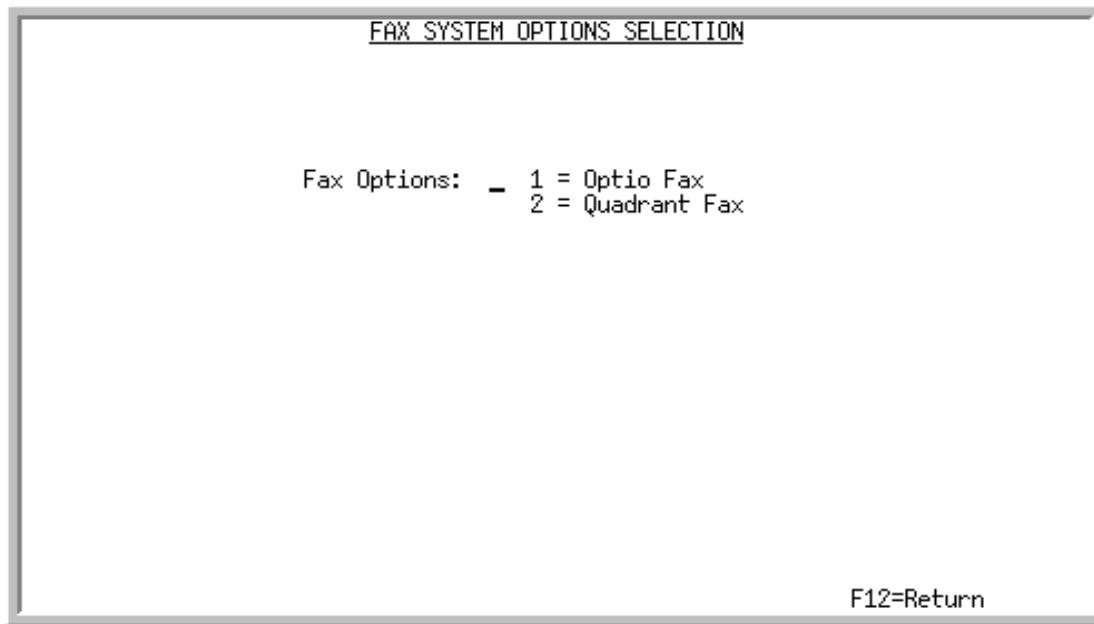 FAX SYSTEM OPTIONS SELECTION
Fax Options: _ 1 = Optio Fax
2 = Quadrant Fax
F12=Return